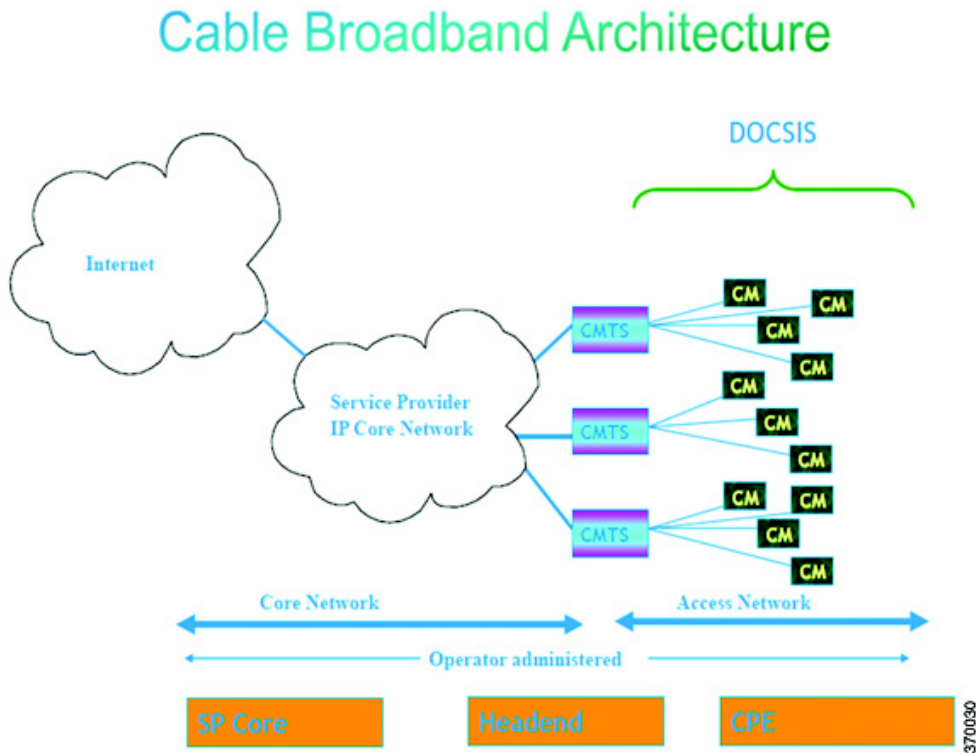 Cable Broadband Architecture
DOCSIS
Internet
Service Provider
IP Core Network
CMTS
CM
CM
CM
CM
CMTS
CM
CM
CM
CMTS
CM
CM
CM
CM
Core Network
Access Network
Operator administered
SP Core
Headend
CPE
370030